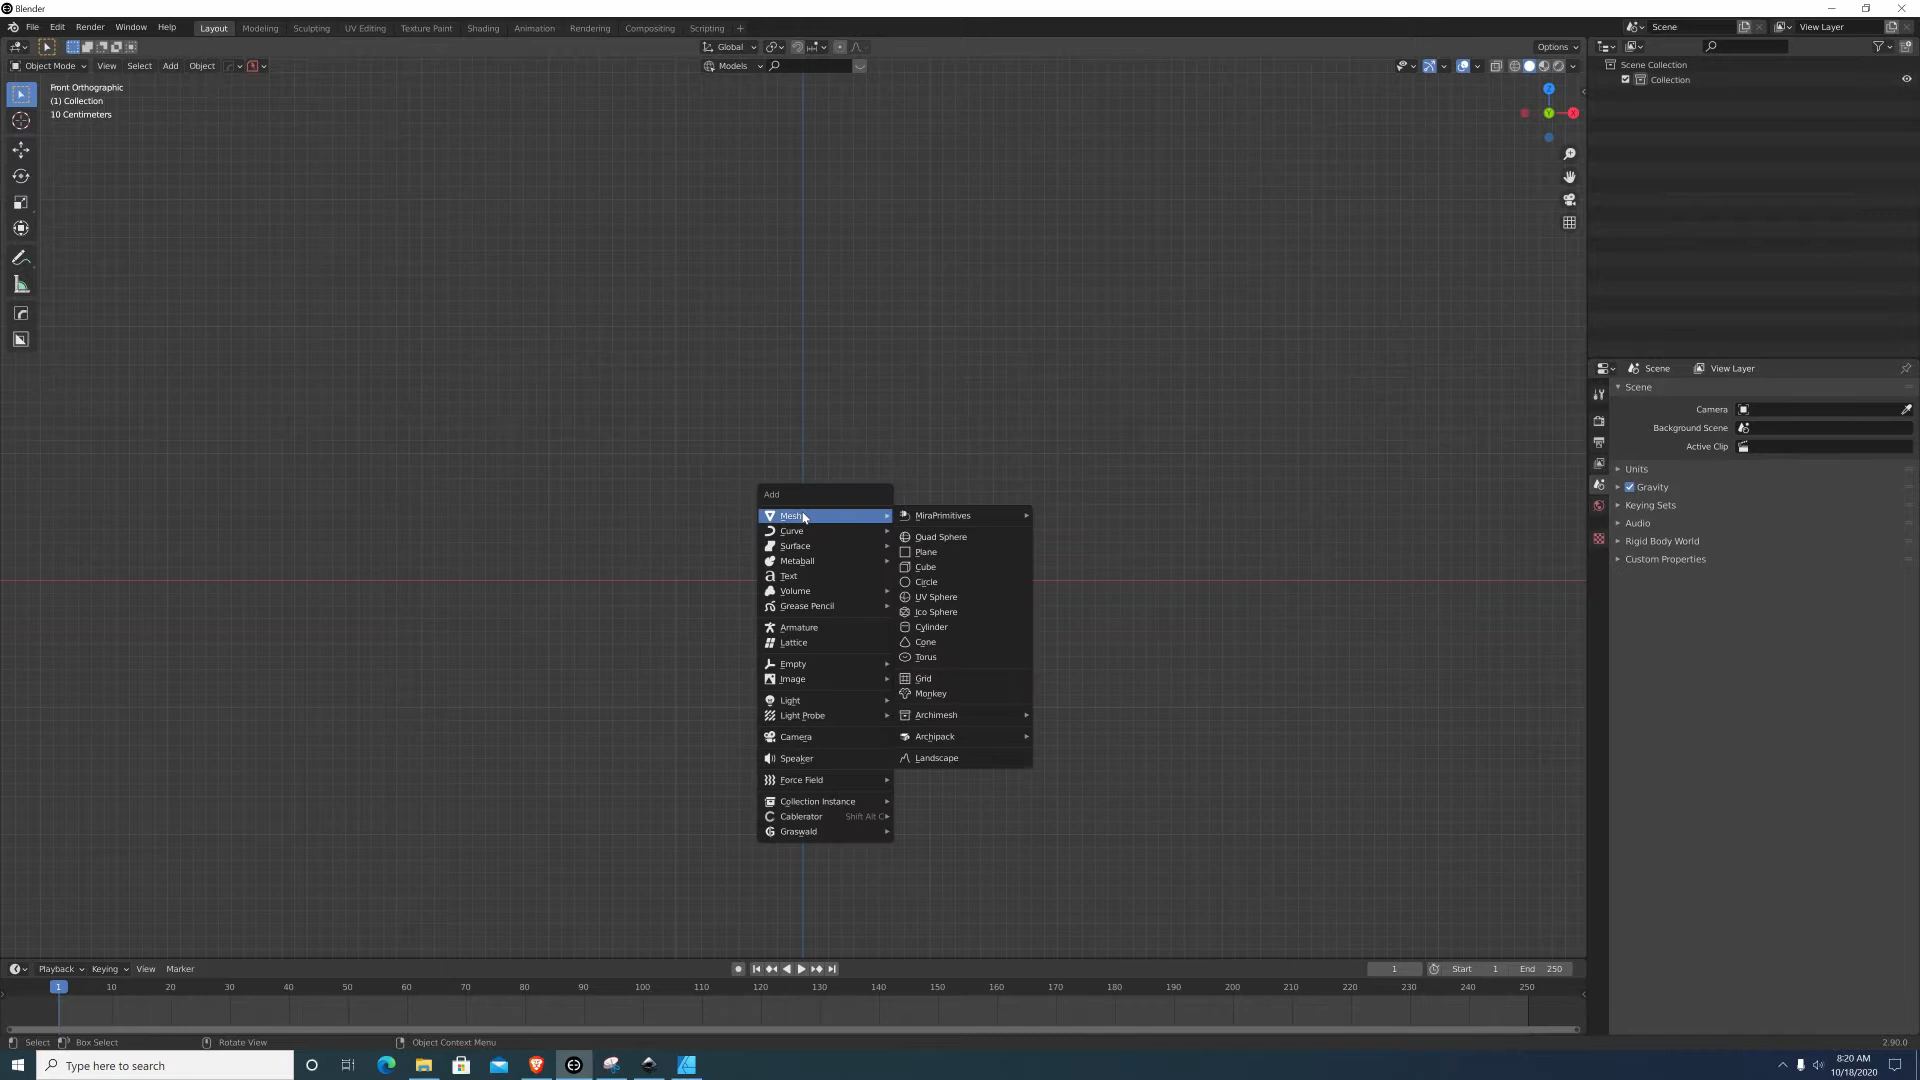 Blender
File Edit Render Window Help Layout Modeling Sculpting UV Editing Texture Paint Shading Animation Rendering Compositing Scripting + Scene View Layer
Global Options
Object Mode View Select Add Object Models
Front Orthographic
(1) Collection
10 Centimeters
Z
Y X
Scene Collection
Collection
Scene View Layer
Scene
Camera
Background Scene
Active Clip
Units
Gravity
Keying Sets
Audio
Rigid Body World
Custom Properties
Add
Mesh
Curve
Surface
Metaball
Text
Volume
Grease Pencil
Armature
Lattice
Empty
Image
Light
Light Probe
Camera
Speaker
Force Field
Collection Instance
Cablerator Shift Alt C
Graswald
MiraPrimitives
Quad Sphere
Plane
Cube
Circle
UV Sphere
Ico Sphere
Cylinder
Cone
Torus
Grid
Monkey
Archimesh
Archipack
Landscape
Playback Keying View Marker 1 Start 1 End 250
1 10 20 30 40 50 60 70 80 90 100 110 120 130 140 150 160 170 180 190 200 210 220 230 240 250
Select Box Select Rotate View Object Context Menu 2.90.0
Type here to search
8:20 AM
10/18/2020